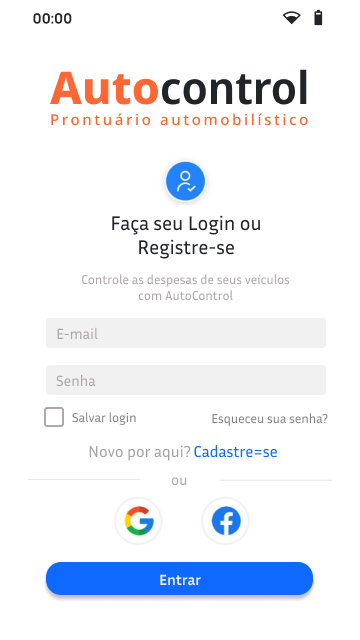 00:00
Autocontrol
Prontuário automobilístico
Faça seu Login ou
Registre-se
Controle as despesas de seus veículos
com AutoControl
E-mail
Senha
Salvar login
Esqueceu sua senha?
Novo por aqui? Cadastre=se
ou
Entrar